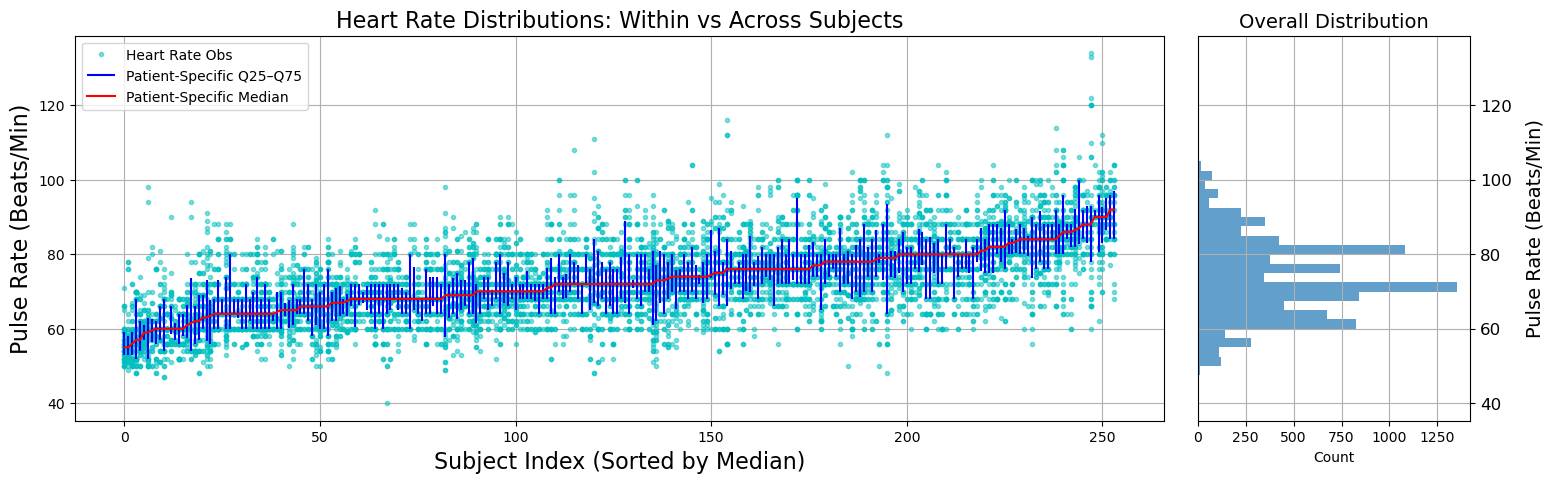 Heart Rate Distributions: Within vs Across Subjects
Heart Rate Obs
Patient-Specific Q25–Q75
Patient-Specific Median
Pulse Rate (Beats/Min)
120
100
80
60
40
0
50
100
150
200
250
Subject Index (Sorted by Median)
Overall Distribution
120
100
80
60
40
Pulse Rate (Beats/Min)
0
250
500
750
1000
1250
Count